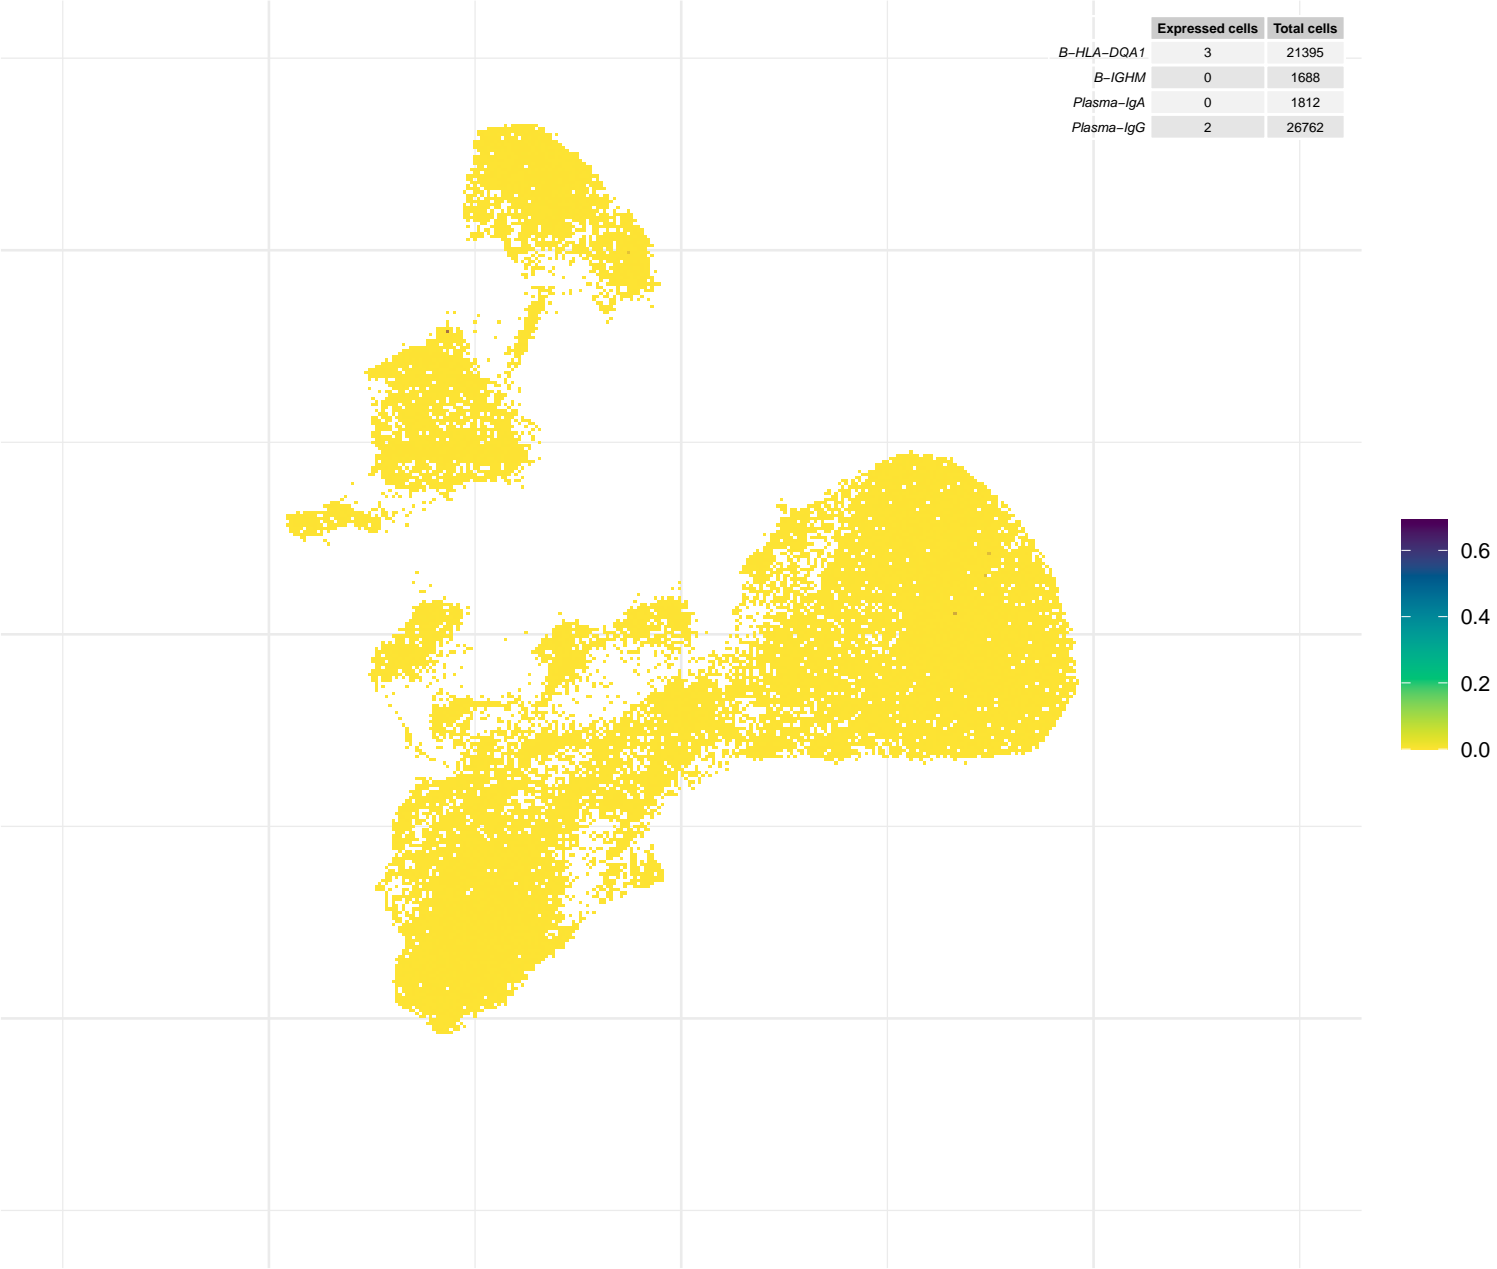 Expressed cells Total cells
B−HLA−DQA1 3 21395
B−IGHM 0 1688
Plasma−IgA 0 1812
Plasma−IgG 2 26762
0.6
0.4
0.2
0.0